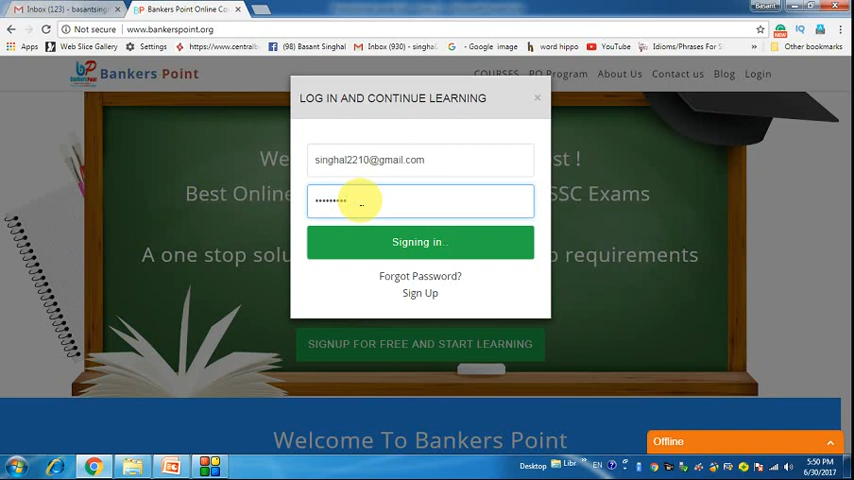 Inbox (123) - basantsing
Bankers Point Online Co
Basant
Not secure
www.bankerspoint.org
Apps
Web Slice Gallery
Settings
https://www.centralb
(98) Basant Singhal
Inbox (930) - singha
Google image
word hippo
YouTube
Idioms/Phrases For S
Other bookmarks
Bankers Point
COURSES
PO Program
About Us
Contact us
Blog
Login
LOG IN AND CONTINUE LEARNING
×
singhal2210@gmail.com
•••••••••
Signing in..
Forgot Password?
Sign Up
We
st !
Best Online
SSC Exams
A one stop solu
p requirements
SIGNUP FOR FREE AND START LEARNING
Welcome To Bankers Point
Offline
Desktop
Libr
EN
5:50 PM
6/30/2017